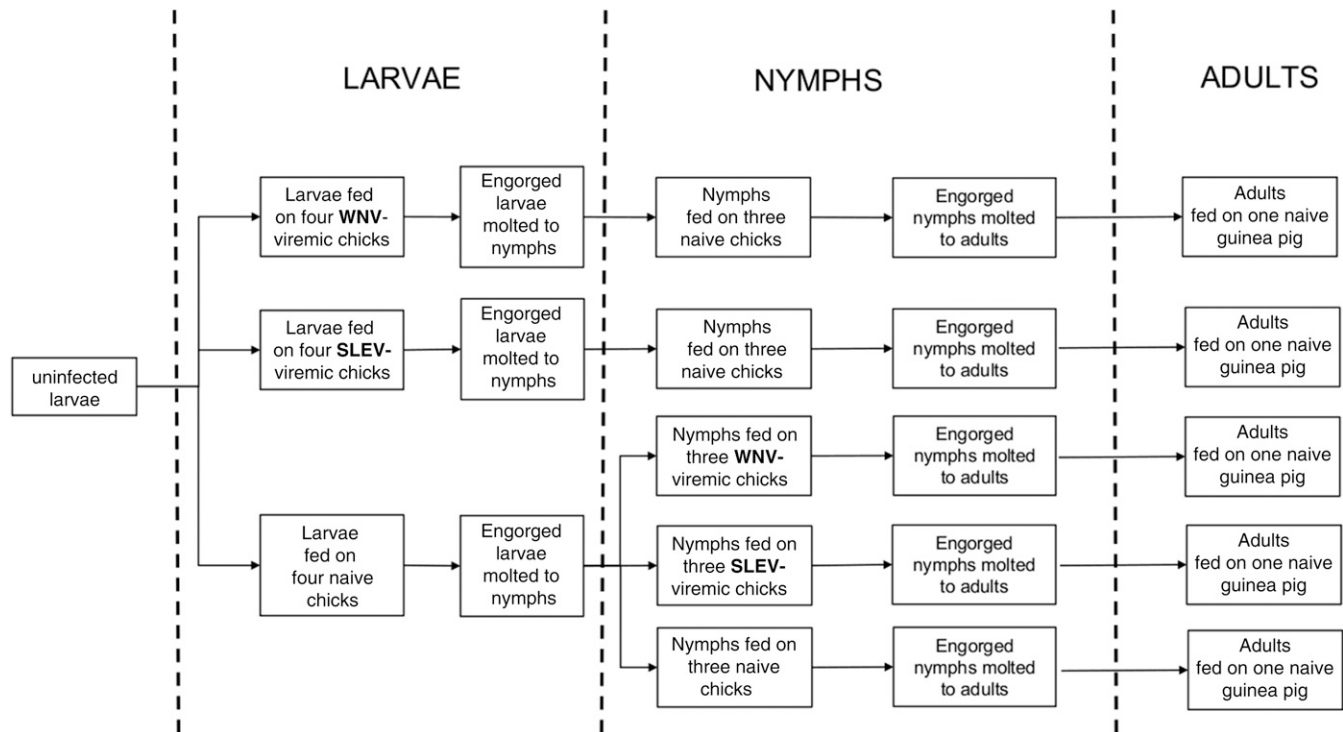 LARVAE
NYMPHS
ADULTS
uninfected
larvae
Larvae fed
on four WNV-
viremic chicks
Engorged
larvae
molted to
nymphs
Nymphs
fed on three
naive chicks
Engorged
nymphs molted
to adults
Adults
fed on one naive
guinea pig
Larvae fed
on four SLEV-
viremic chicks
Engorged
larvae
molted to
nymphs
Nymphs
fed on three
naive chicks
Engorged
nymphs molted
to adults
Adults
fed on one naive
guinea pig
Larvae
fed on
four naive
chicks
Engorged
larvae
molted to
nymphs
Nymphs fed on
three WNV-
viremic chicks
Engorged
nymphs molted
to adults
Adults
fed on one naive
guinea pig
Nymphs fed on
three SLEV-
viremic chicks
Engorged
nymphs molted
to adults
Adults
fed on one naive
guinea pig
Nymphs fed on
three naive
chicks
Engorged
nymphs molted
to adults
Adults
fed on one naive
guinea pig